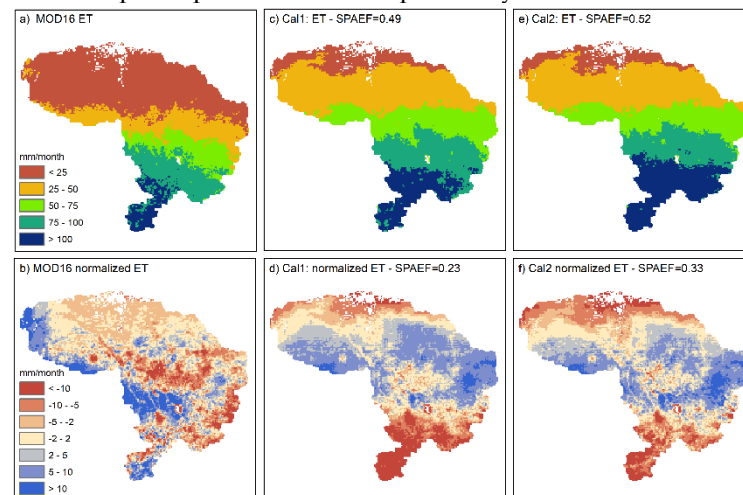 a) MOD16 ET
c) Cal1: ET - SPAEF=0.49
e) Cal2: ET - SPAEF=0.52
mm/month
< 25
25 - 50
50 - 75
75 - 100
> 100
b) MOD16 normalized ET
d) Cal1: normalized ET - SPAEF=0.23
f) Cal2 normalized ET - SPAEF=0.33
mm/month
< -10
-10 - -5
-5 - -2
-2 - 2
2 - 5
5 - 10
> 10